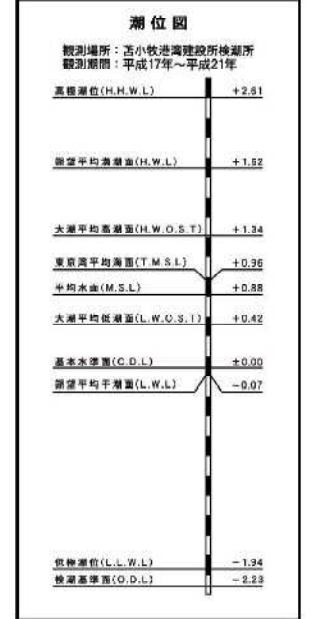 潮位図
観測場所：苫小牧港湾建設所検潮所
観測期間：平成17年～平成21年
高極潮位(H.H.W.L) +2.61
朔望平均満潮面(H.W.L) +1.62
大潮平均高潮面(H.W.O.S.T) +1.34
東京湾平均海面(T.M.S.L) +0.96
平均水面(M.S.L) +0.88
大潮平均低潮面(L.W.O.S.T) +0.42
基本水準面(C.D.L) ±0.00
朔望平均干潮面(L.W.L) -0.07
低極潮位(L.L.W.L) -1.94
検潮基準面(O.D.L) -2.23